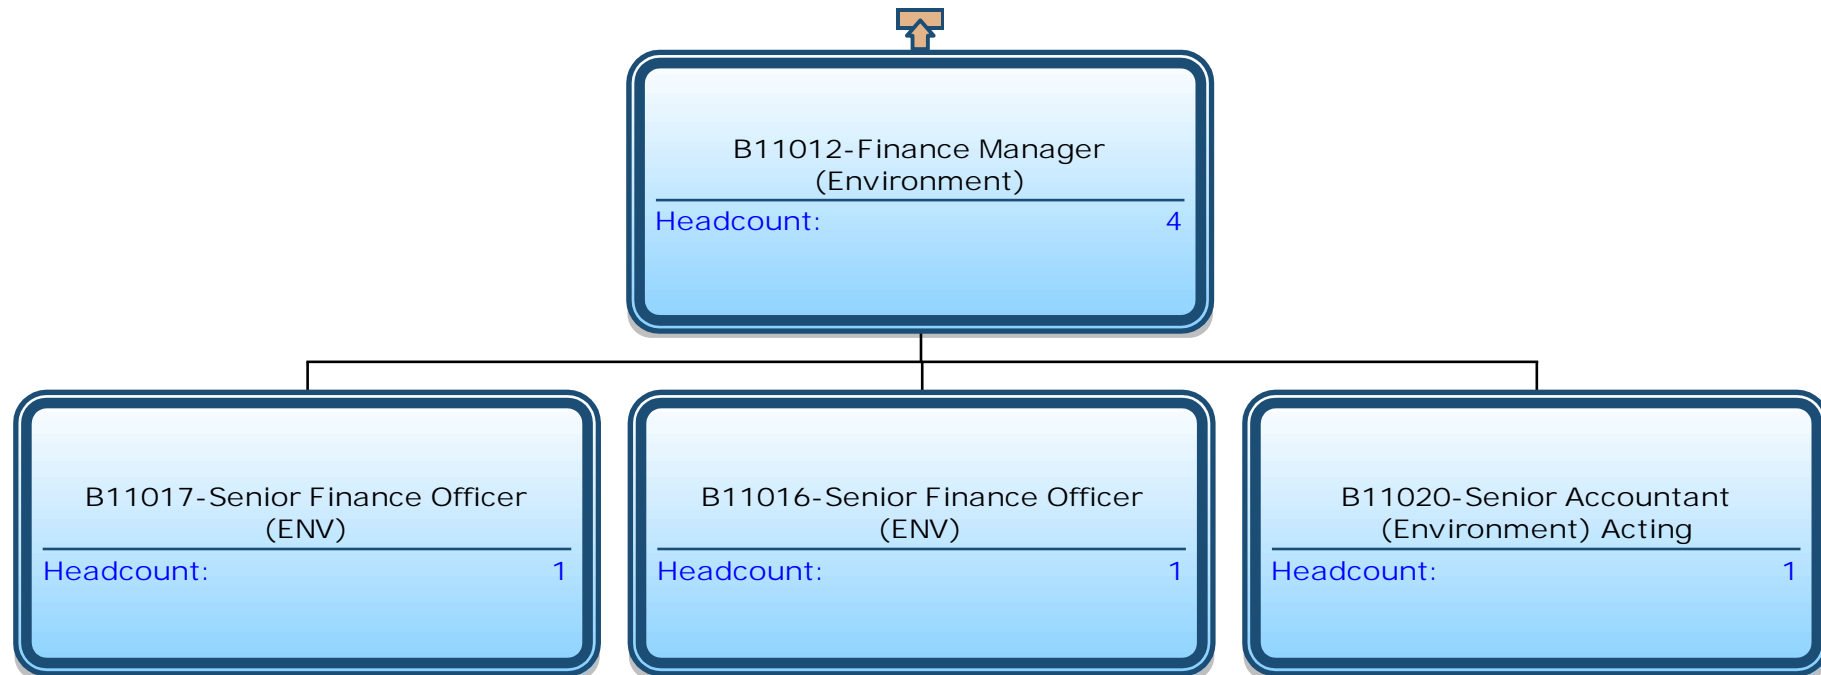 B11012-Finance Manager
(Environment)
Headcount: 4
B11017-Senior Finance Officer
(ENV)
Headcount: 1
B11016-Senior Finance Officer
(ENV)
Headcount: 1
B11020-Senior Accountant
(Environment) Acting
Headcount: 1